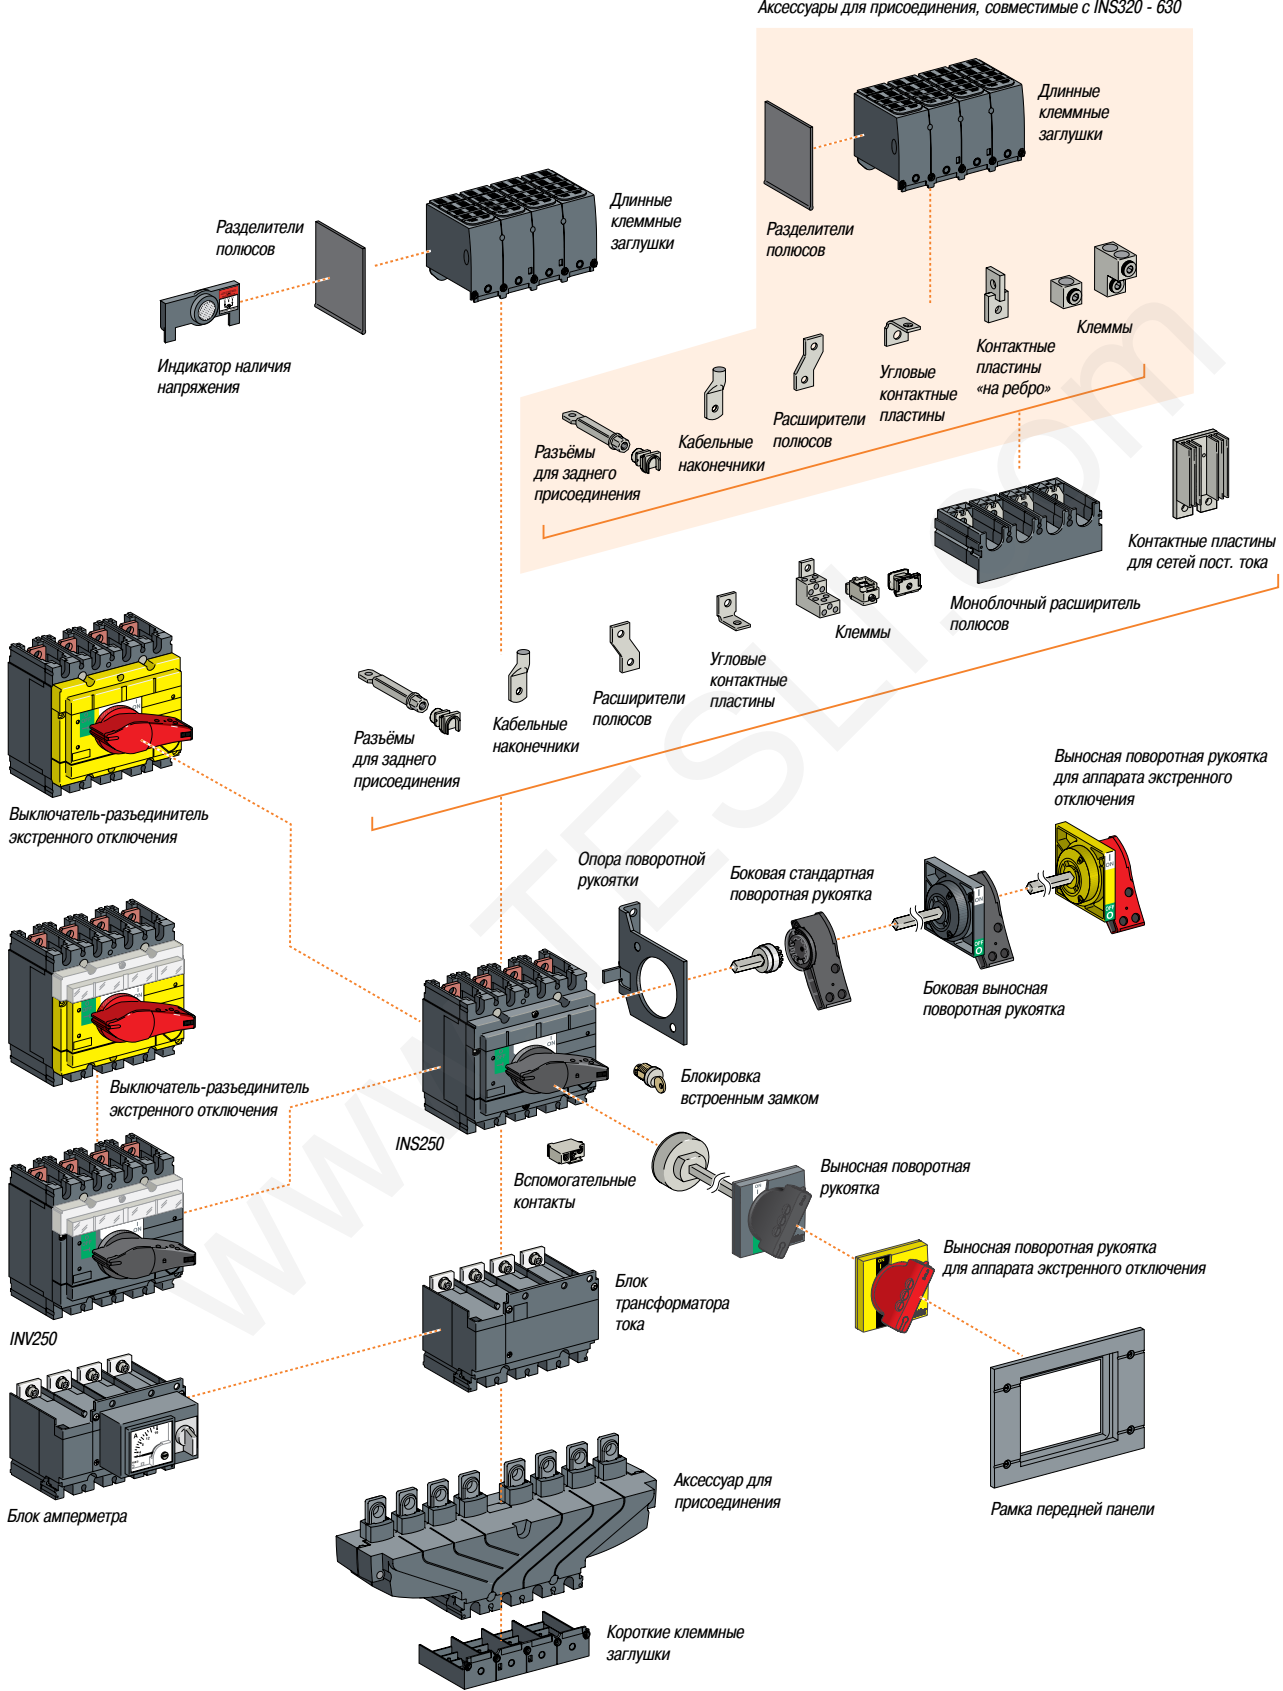 Аксессуары для присоединения, совместимые с INS320 - 630
Длинные
клеммные
заглушки
Разделители
полюсов
Длинные
клеммные
заглушки
Разделители
полюсов
Индикатор наличия
напряжения
Клеммы
Контактные
пластины
«на ребро»
Угловые
контактные
пластины
Расширители
полюсов
Кабельные
наконечники
Разъёмы
для заднего
присоединения
Контактные пластины
для сетей пост. тока
Моноблочный расширитель
полюсов
Клеммы
Угловые
контактные
пластины
Расширители
полюсов
Кабельные
наконечники
Разъёмы
для заднего
присоединения
Выключатель-разъединитель
экстренного отключения
Выносная поворотная рукоятка
для аппарата экстренного
отключения
Опора поворотной
рукоятки
Боковая стандартная
поворотная рукоятка
Боковая выносная
поворотная рукоятка
Выключатель-разъединитель
экстренного отключения
Блокировка
встроенным замком
INS250
Вспомогательные
контакты
Выносная поворотная
рукоятка
Выносная поворотная рукоятка
для аппарата экстренного отключения
Блок
трансформатора
тока
INV250
Блок амперметра
Аксессуар для
присоединения
Рамка передней панели
Короткие клеммные
заглушки
www.TESLI.com